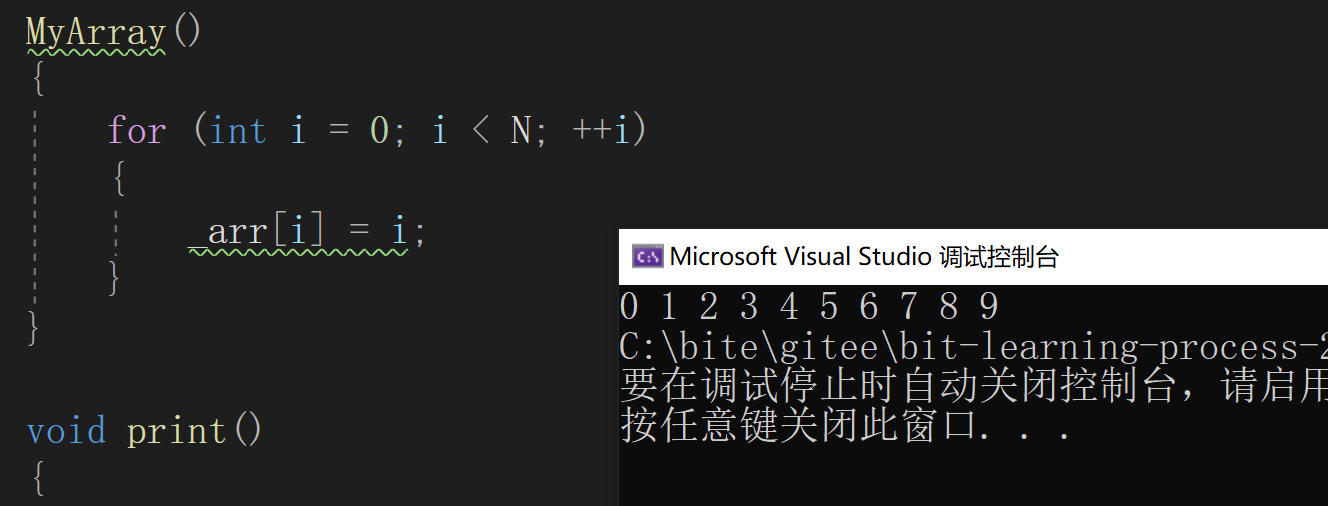 MyArray()
{
for (int i = 0; i < N; ++i)
{
_arr[i] = i;
}
}
void print()
{
C:\
Microsoft Visual Studio 调试控制台
0 1 2 3 4 5 6 7 8 9
C:\bite\gitee\bit-learning-process-2
要在调试停止时自动关闭控制台，请启用
按任意键关闭此窗口. . .